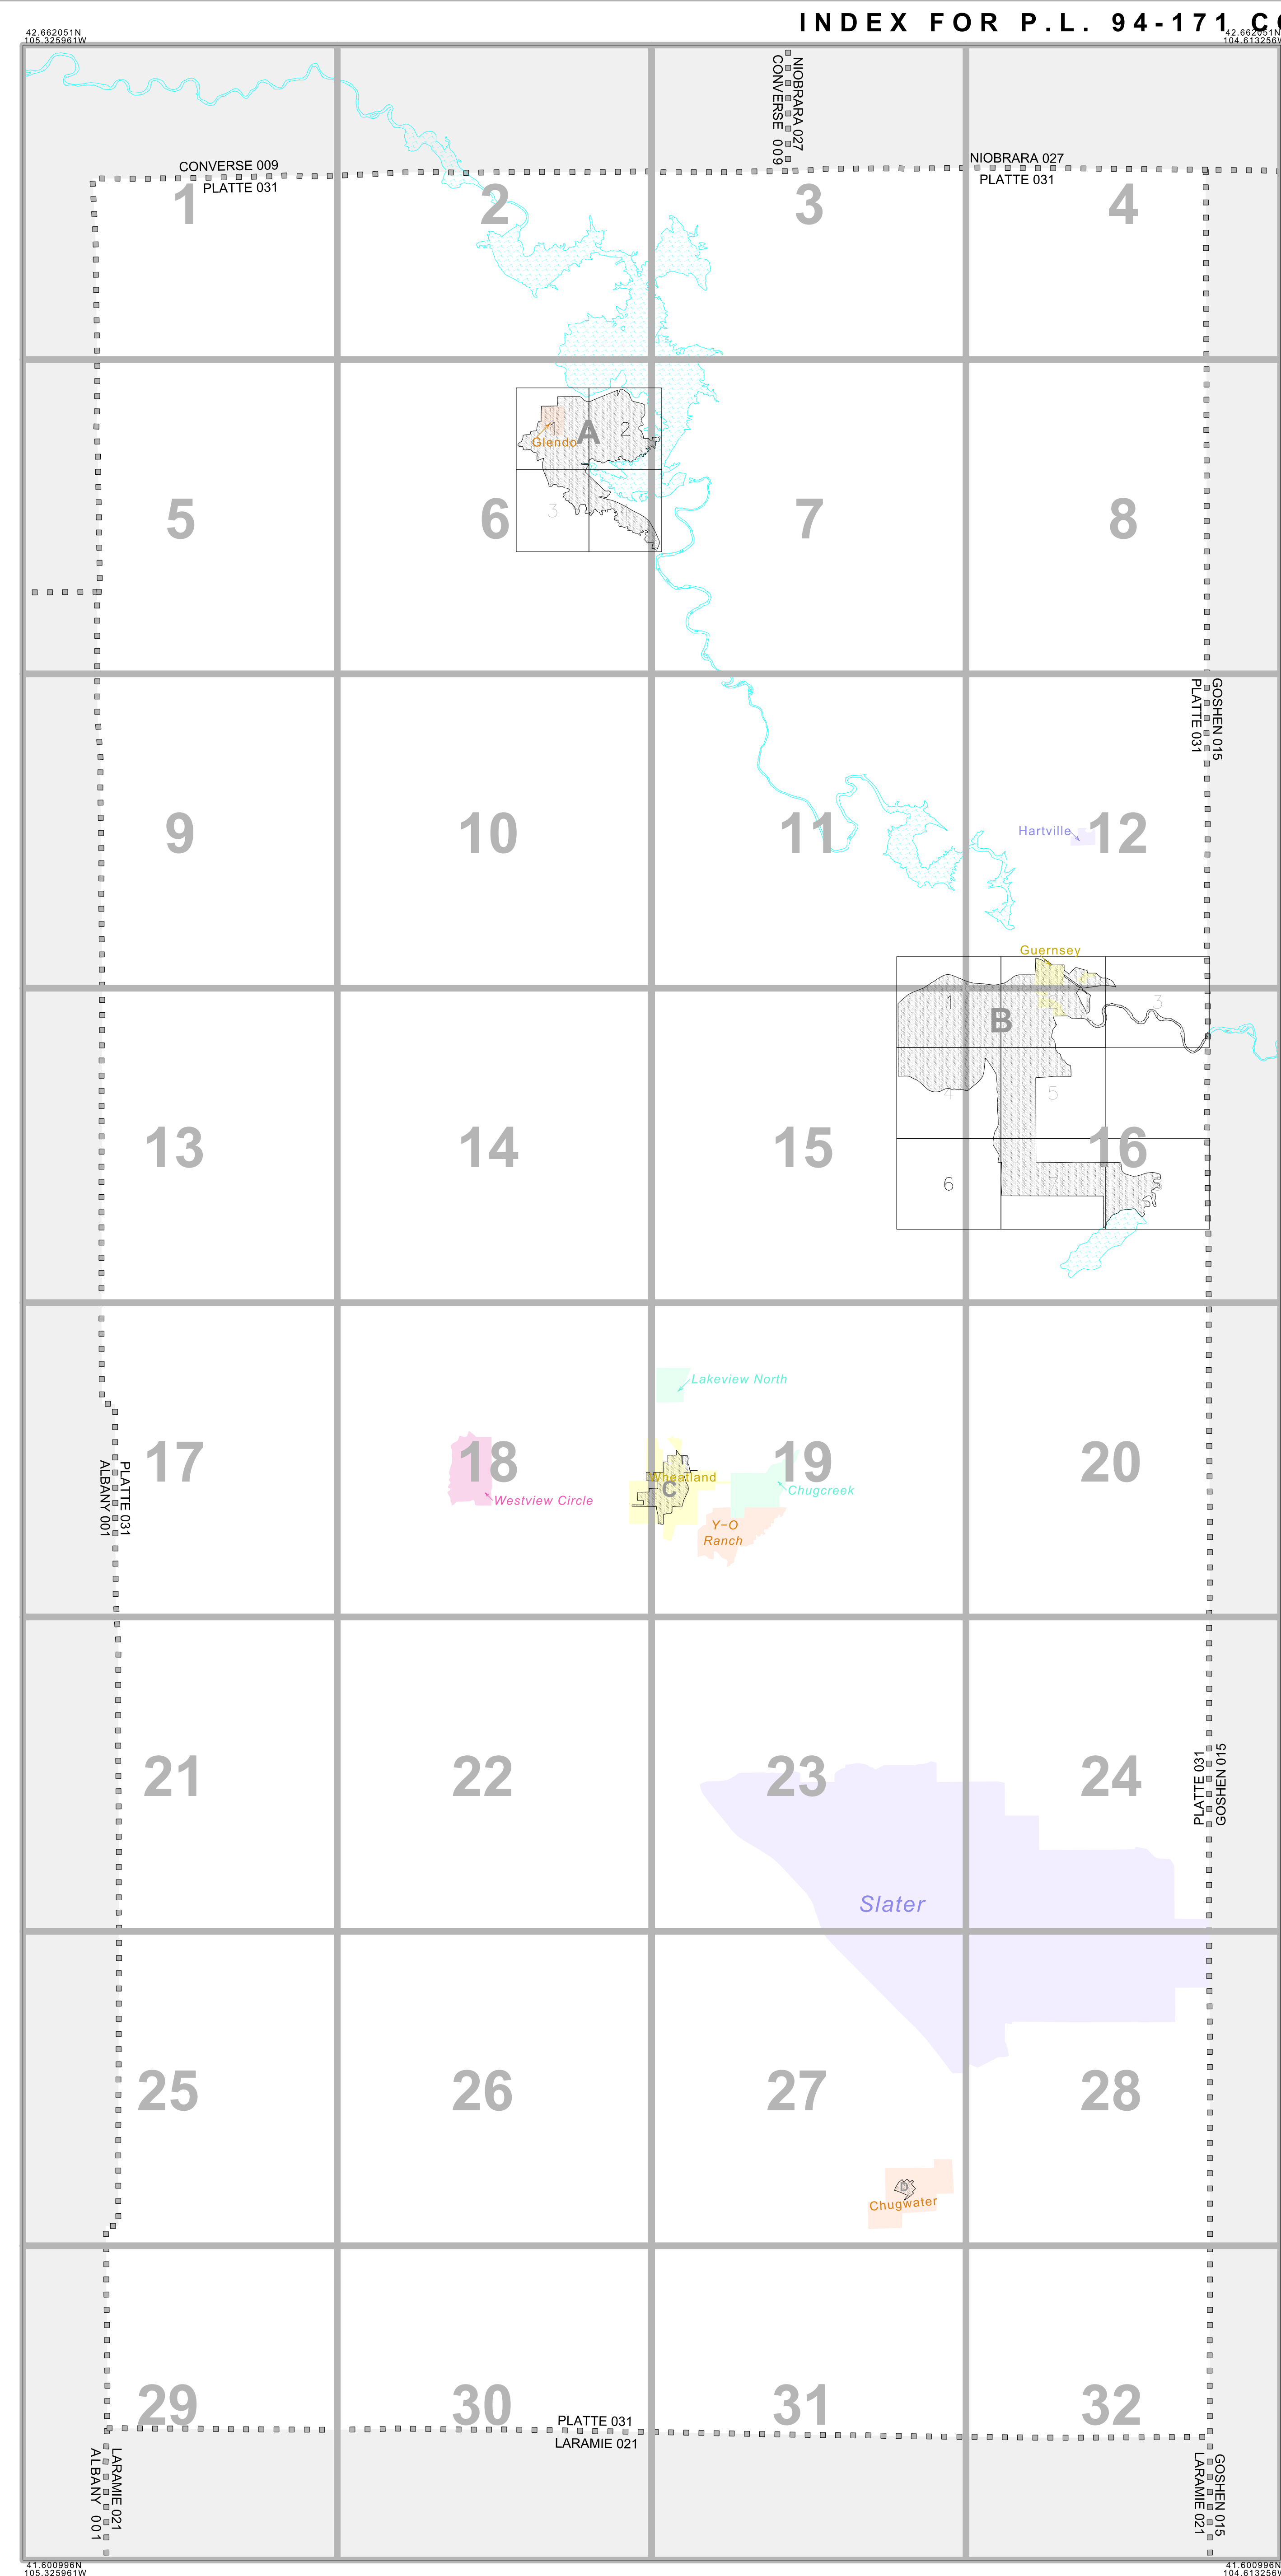 INDEX FOR P.L. 94-171
42.662051N
105.325961W
42.662051N
104.613256W
CONVERSE 009
NIOBRARA 027
CONVERSE 009
PLATTE 031
NIOBRARA 027
PLATTE 031
1
2
3
4
1
A
2
Glendo
3
4
5
6
7
8
GOSHEN 015
PLATTE 031
9
10
11
Hartville
12
Guernsey
1
2
3
B
4
5
13
14
15
16
6
7
Lakeview North
17
18
19
20
Wheatland
C
Chugcreek
Westview Circle
Y-O
Ranch
PLATTE 031
ALBANY 001
21
22
23
24
PLATTE 031
GOSHEN 015
Slater
25
26
27
28
D
Chugwater
29
30
31
32
PLATTE 031
LARAMIE 021
LARAMIE 021
ALBANY 001
GOSHEN 015
LARAMIE 021
41.600996N
105.325961W
41.600996N
104.613256W